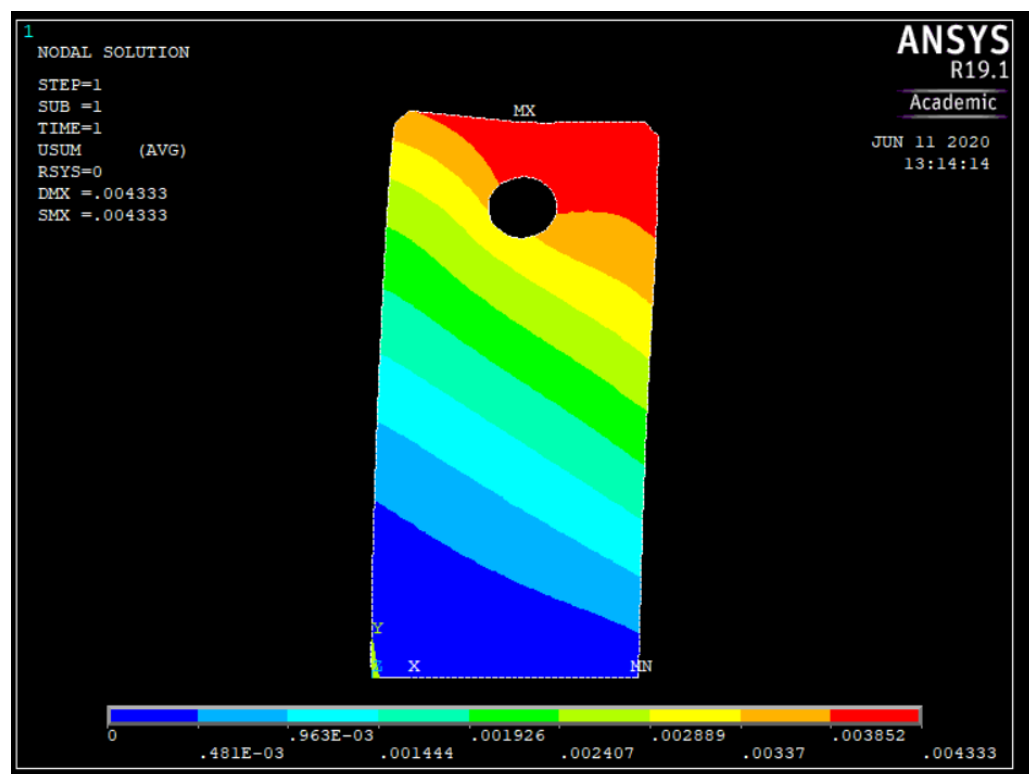 1
NODAL SOLUTION
STEP=1
SUB =1
TIME=1
USUM (AVG)
RSYS=0
DMX =.004333
SMX =.004333
ANSYS
R19.1
Academic
JUN 11 2020
13:14:14
MX
Y
Z X MN
0 .963E-03 .001926 .002889 .003852
.481E-03 .001444 .002407 .00337 .004333